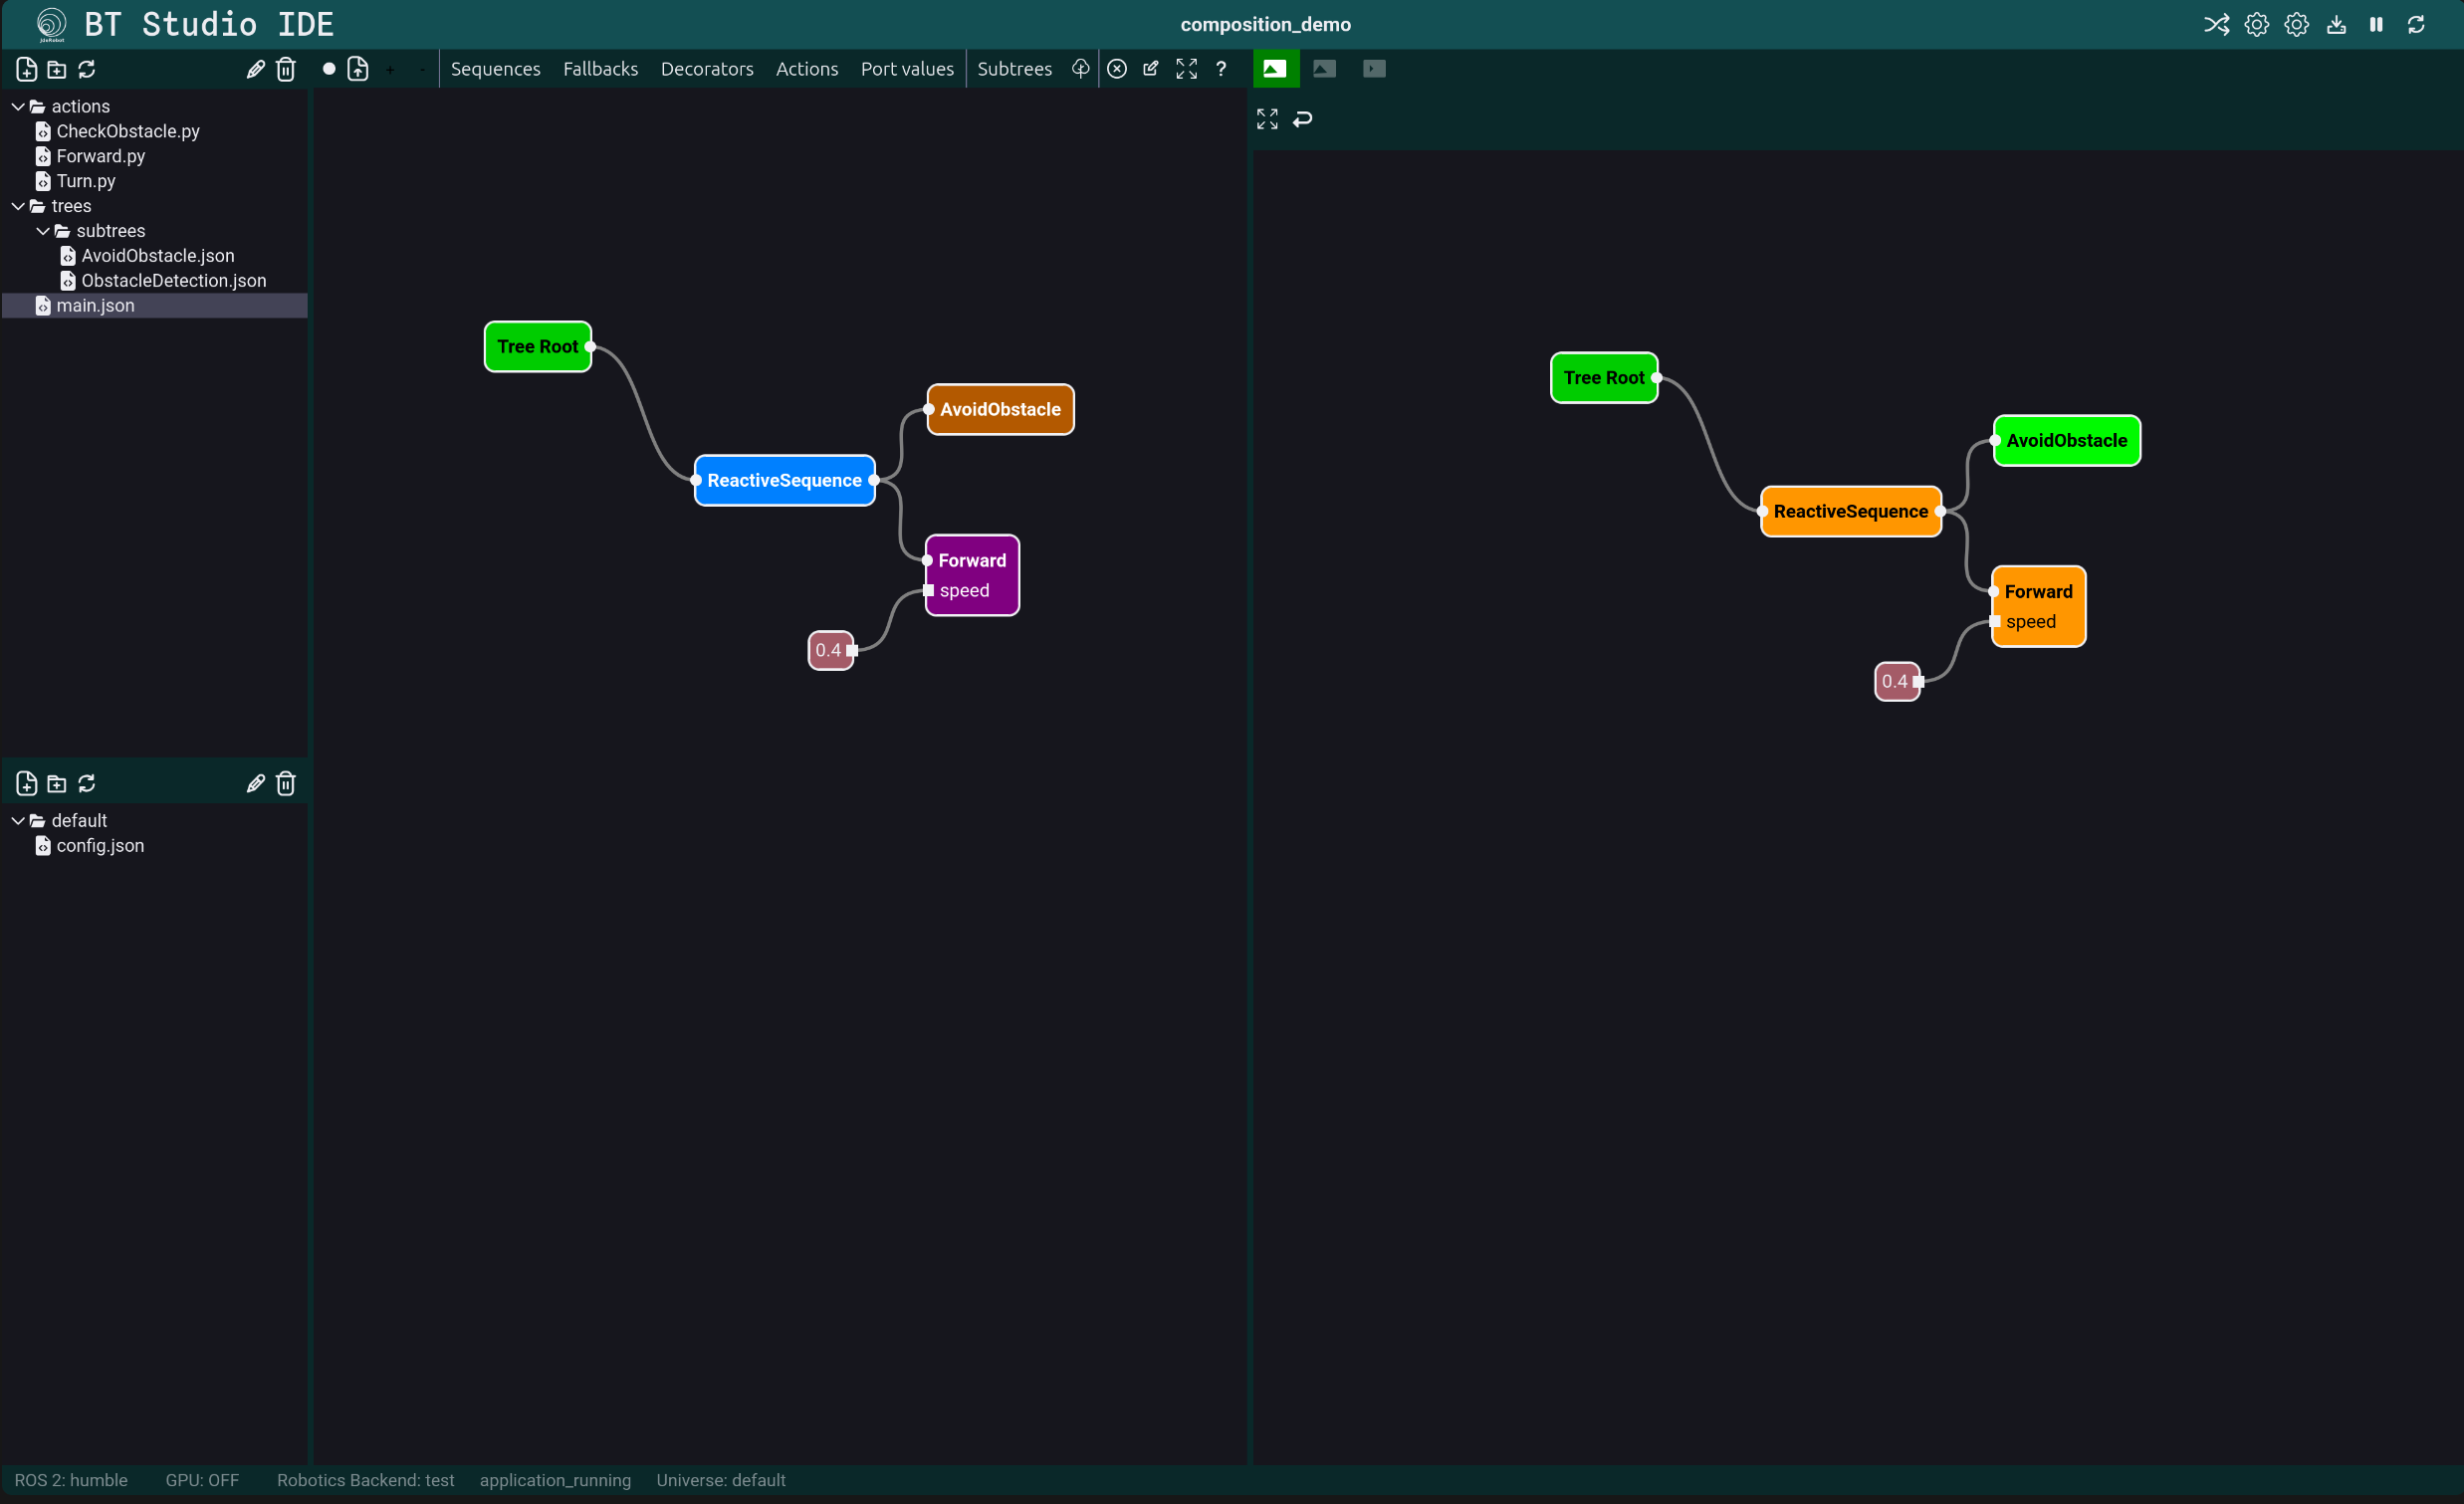 BT Studio IDE
composition_demo
Sequences Fallbacks Decorators Actions Port values Subtrees ?
actions
CheckObstacle.py
Forward.py
Turn.py
trees
subtrees
AvoidObstacle.json
ObstacleDetection.json
main.json
default
config.json
Tree Root
AvoidObstacle
ReactiveSequence
Forward
speed
0.4
Tree Root
AvoidObstacle
ReactiveSequence
Forward
speed
0.4
ROS 2: humble GPU: OFF Robotics Backend: test application_running Universe: default